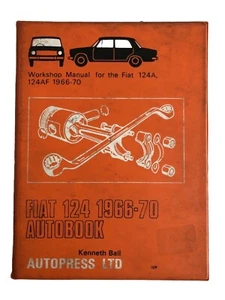 Workshop Manual for the Fiat 124A,
124AF 1966-70
FIAT 124 1966-70
AUTOBOOK
Kenneth Ball
AUTOPRESS LTD